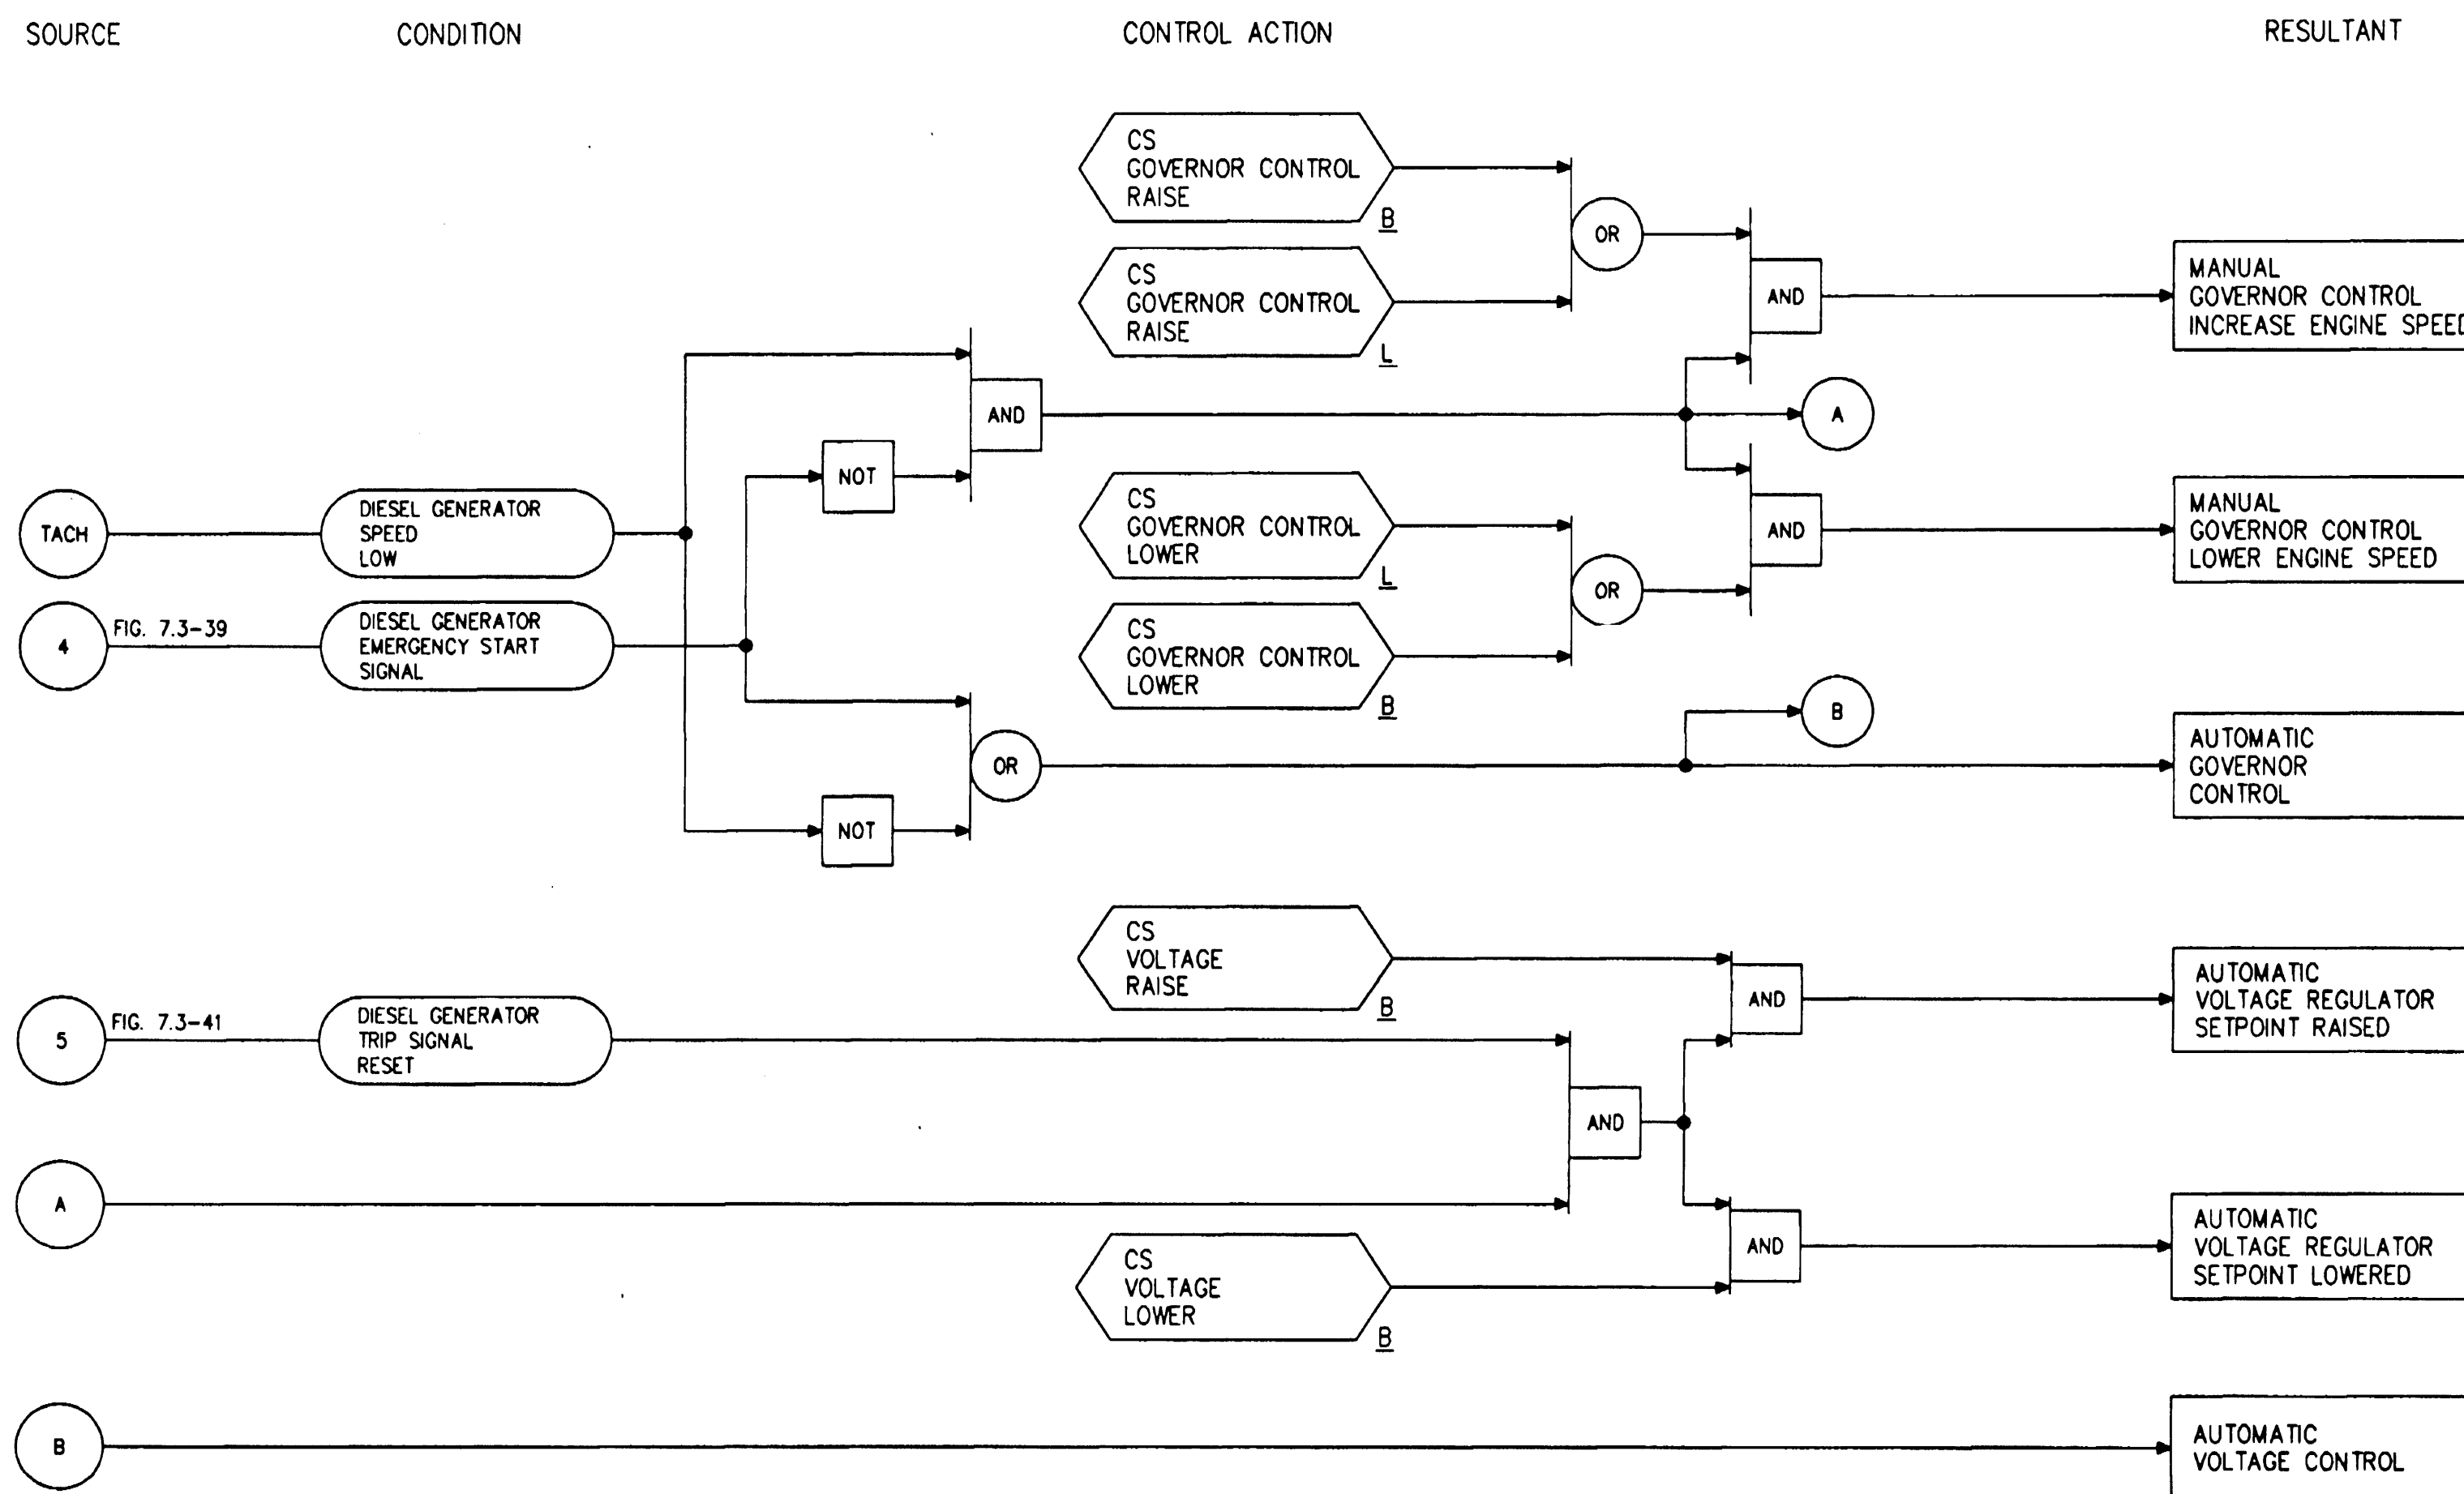 SOURCE
CONDITION
CONTROL ACTION
RESULTANT
CS
GOVERNOR CONTROL
RAISE
B
OR
CS
GOVERNOR CONTROL
RAISE
L
AND
MANUAL
GOVERNOR CONTROL
INCREASE ENGINE SPEED
AND
A
NOT
TACH
DIESEL GENERATOR
SPEED
LOW
CS
GOVERNOR CONTROL
LOWER
L
AND
MANUAL
GOVERNOR CONTROL
LOWER ENGINE SPEED
OR
4
FIG. 7.3-39
DIESEL GENERATOR
EMERGENCY START
SIGNAL
CS
GOVERNOR CONTROL
LOWER
B
B
OR
AUTOMATIC
GOVERNOR
CONTROL
NOT
CS
VOLTAGE
RAISE
B
AND
AUTOMATIC
VOLTAGE REGULATOR
SETPOINT RAISED
5
FIG. 7.3-41
DIESEL GENERATOR
TRIP SIGNAL
RESET
AND
A
CS
VOLTAGE
LOWER
B
AND
AUTOMATIC
VOLTAGE REGULATOR
SETPOINT LOWERED
B
AUTOMATIC
VOLTAGE CONTROL